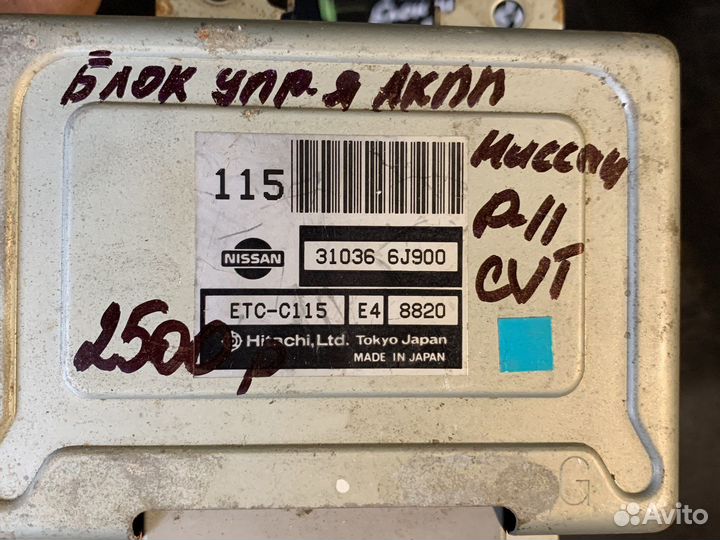 Блок упр-я АКПП
Ниссан
P-11
CVT
2500р
115
NISSAN
31036 6J900
ETC-C115 E4 8820
Hitachi, Ltd. Tokyo Japan
MADE IN JAPAN
G
Avito